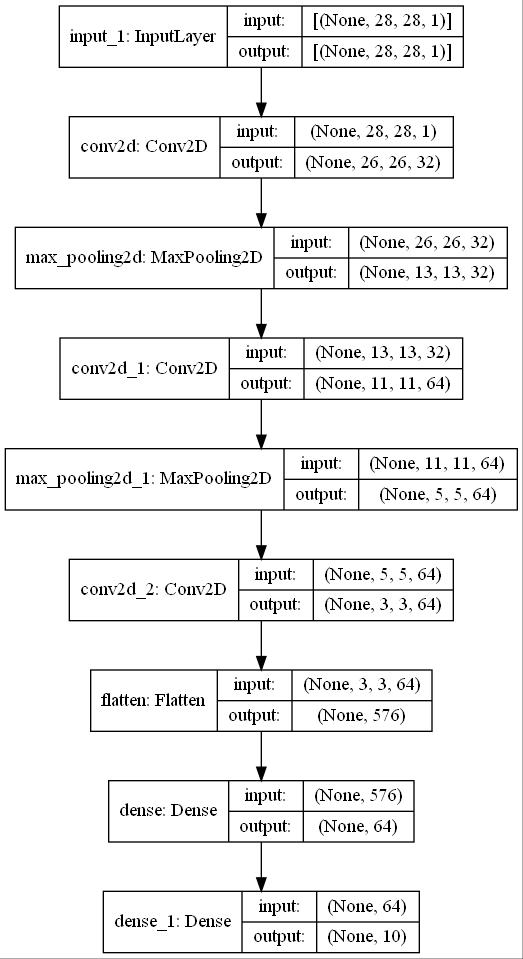 input_1: InputLayer
input: [(None, 28, 28, 1)]
output: [(None, 28, 28, 1)]
conv2d: Conv2D
input: (None, 28, 28, 1)
output: (None, 26, 26, 32)
max_pooling2d: MaxPooling2D
input: (None, 26, 26, 32)
output: (None, 13, 13, 32)
conv2d_1: Conv2D
input: (None, 13, 13, 32)
output: (None, 11, 11, 64)
max_pooling2d_1: MaxPooling2D
input: (None, 11, 11, 64)
output: (None, 5, 5, 64)
conv2d_2: Conv2D
input: (None, 5, 5, 64)
output: (None, 3, 3, 64)
flatten: Flatten
input: (None, 3, 3, 64)
output: (None, 576)
dense: Dense
input: (None, 576)
output: (None, 64)
dense_1: Dense
input: (None, 64)
output: (None, 10)